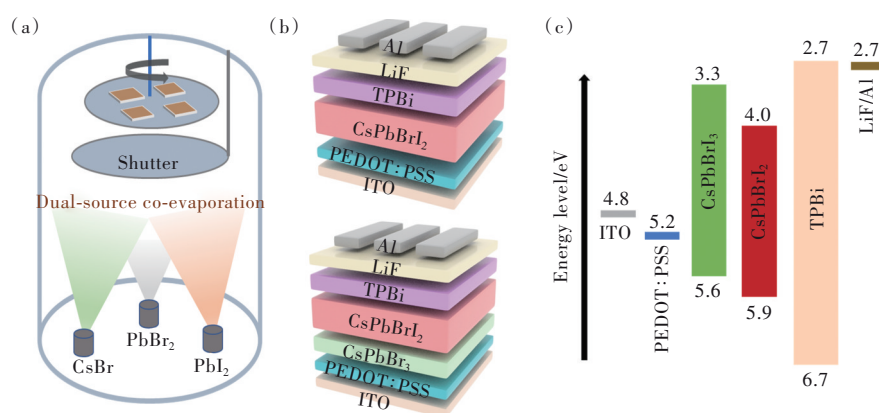 (a)
Shutter
Dual-source co-evaporation
PbBr₂
CsBr
PbI₂
(b)
Al
LiF
TPBi
CsPbBrI₂
PEDOT:PSS
ITO
Al
LiF
TPBi
CsPbBrI₂
CsPbBr₃
PEDOT:PSS
ITO
(c)
Energy level/eV
4.8
ITO
5.2
PEDOT:PSS
3.3
CsPbBrI₃
5.6
4.0
CsPbBrI₂
5.9
2.7
TPBi
6.7
2.7
LiF/Al